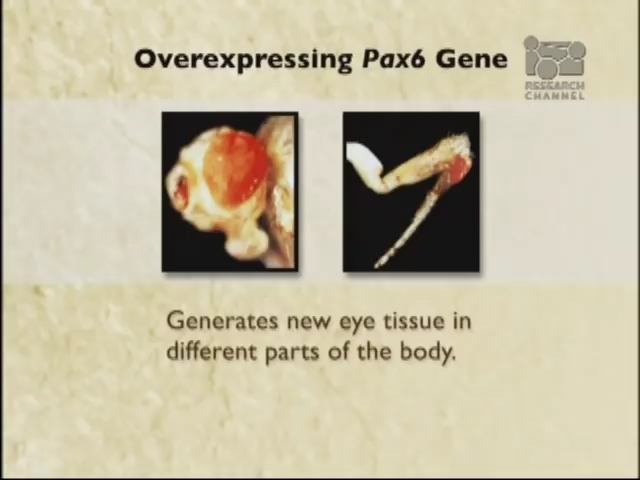 Overexpressing Pax6 Gene
RESEARCH
CHANNEL
Generates new eye tissue in
different parts of the body.